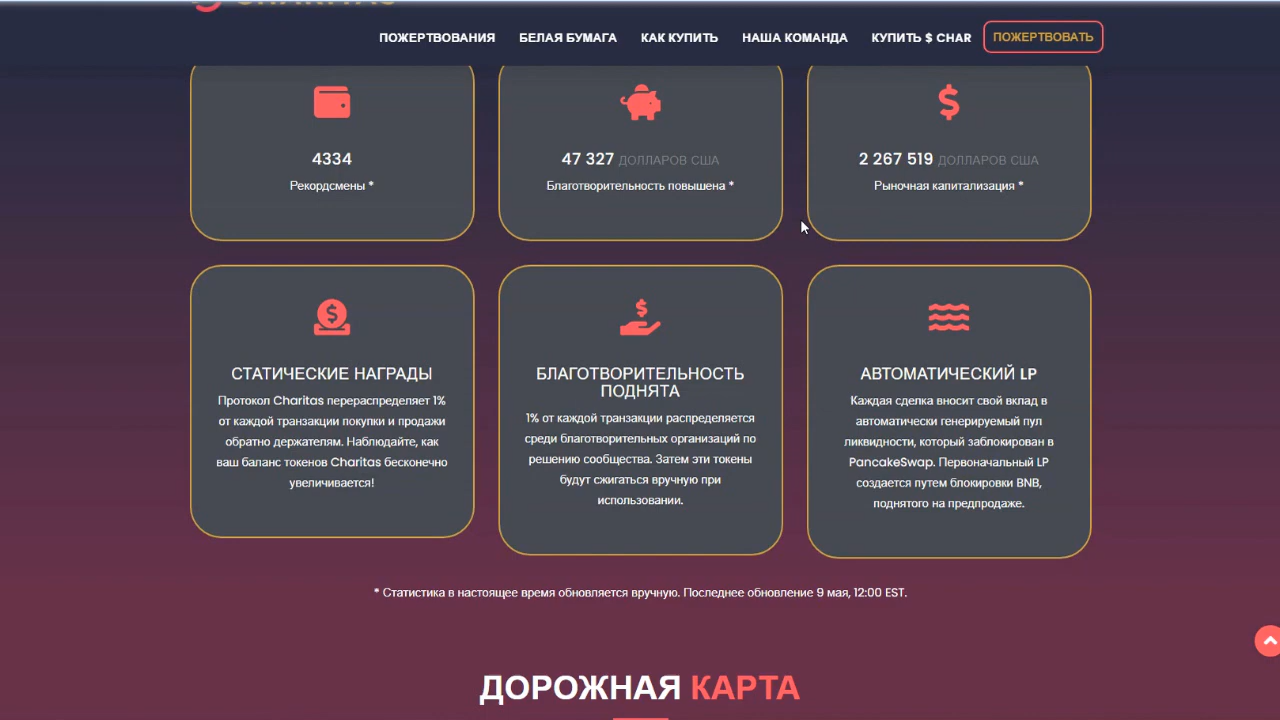 ПОЖЕРТВОВАНИЯ БЕЛАЯ БУМАГА КАК КУПИТЬ НАША КОМАНДА КУПИТЬ $ CHAR ПОЖЕРТВОВАТЬ
4334
Рекордсмены *
47 327 ДОЛЛАРОВ США
Благотворительность повышена *
2 267 519 ДОЛЛАРОВ США
Рыночная капитализация *
СТАТИЧЕСКИЕ НАГРАДЫ
Протокол Charitas перераспределяет 1%
от каждой транзакции покупки и продажи
обратно держателям. Наблюдайте, как
ваш баланс токенов Charitas бесконечно
увеличивается!
БЛАГОТВОРИТЕЛЬНОСТЬ
ПОДНЯТА
1% от каждой транзакции распределяется
среди благотворительных организаций по
решению сообщества. Затем эти токены
будут сжигаться вручную при
использовании.
АВТОМАТИЧЕСКИЙ LP
Каждая сделка вносит свой вклад в
автоматически генерируемый пул
ликвидности, который заблокирован в
PancakeSwap. Первоначальный LP
создается путем блокировки BNB,
поднятого на предпродаже.
* Статистика в настоящее время обновляется вручную. Последнее обновление 9 мая, 12:00 EST.
ДОРОЖНАЯ КАРТА